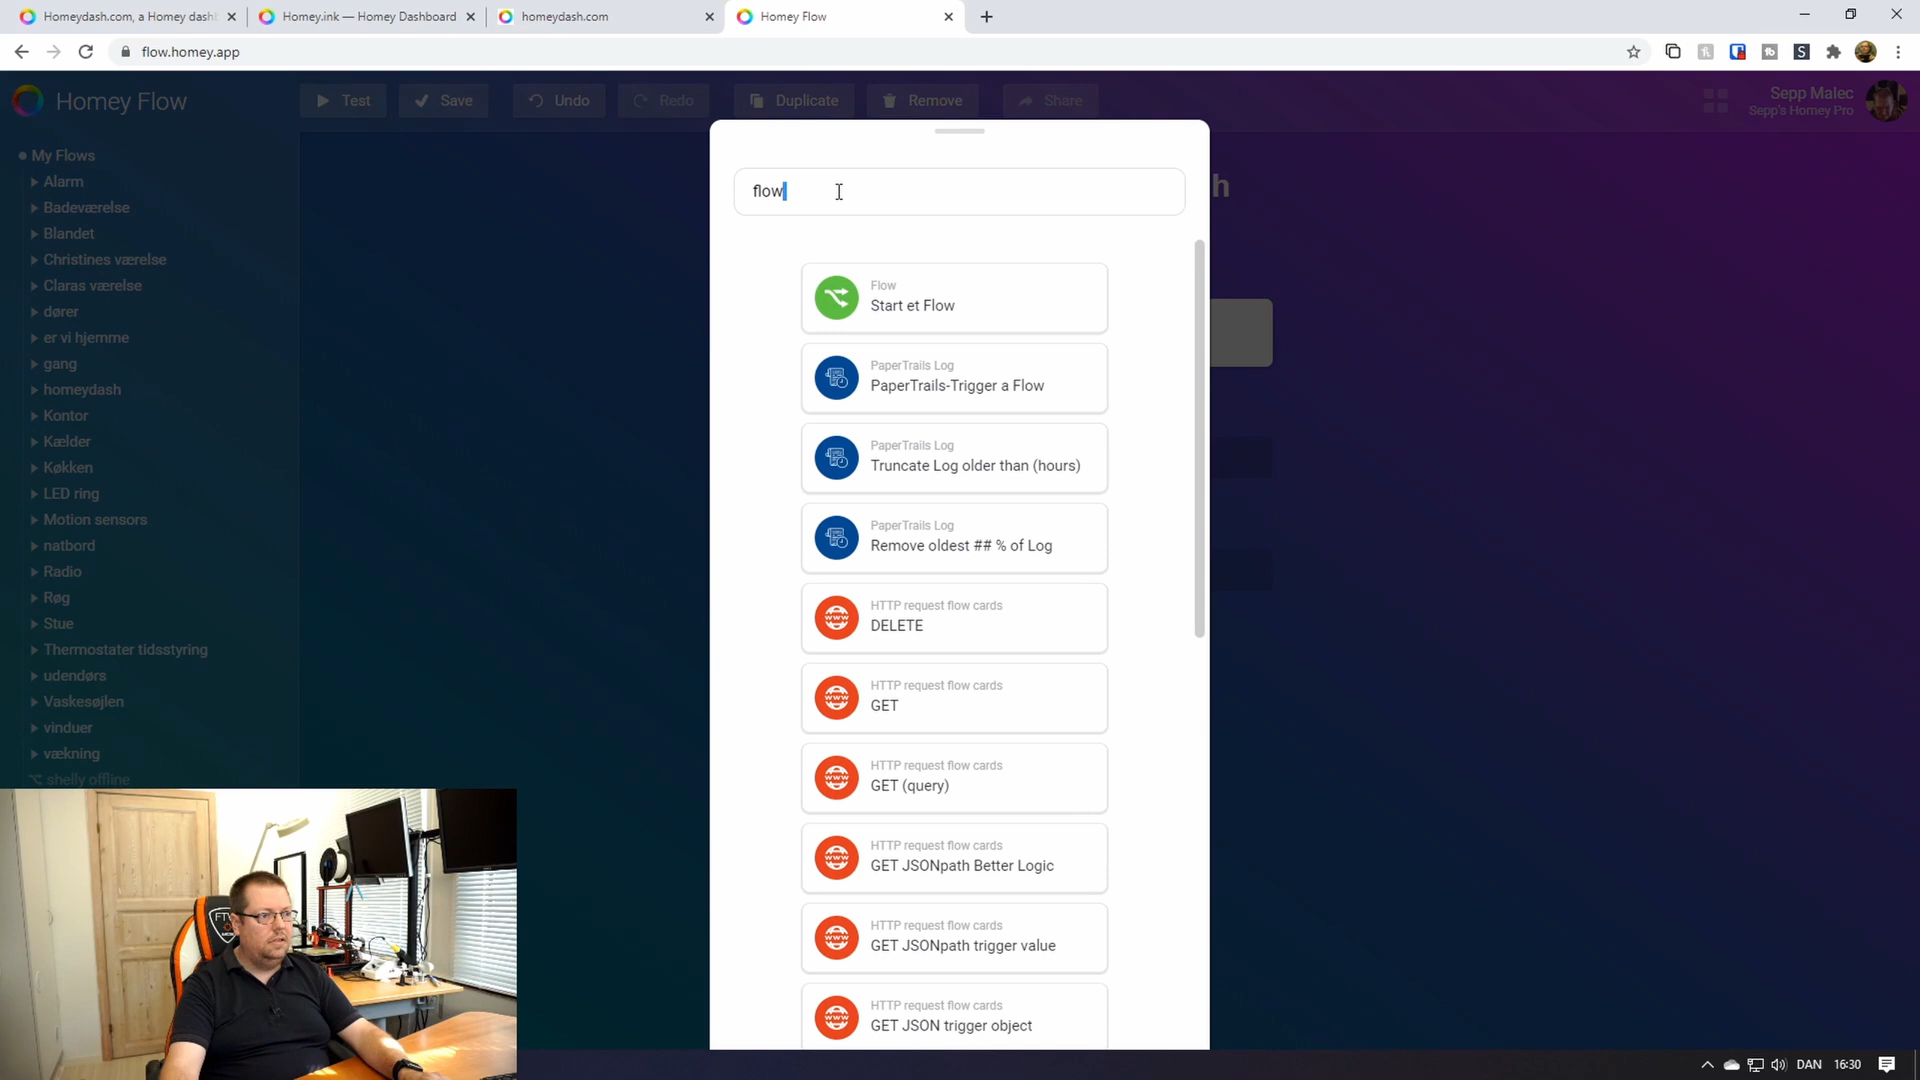 Homeydash.com, a Homey dashb
Homey.ink — Homey Dashboard
homeydash.com
Homey Flow
flow.homey.app
Homey Flow
Test
Save
Undo
Redo
Duplicate
Remove
Share
Sepp Malec
Sepp's Homey Pro
My Flows
Alarm
Badeværelse
Blandet
Christines værelse
Claras værelse
dører
er vi hjemme
gang
homeydash
Kontor
Kælder
Køkken
LED ring
Motion sensors
natbord
Radio
Røg
Stue
Thermostater tidsstyring
udendørs
Vaskesøjlen
vinduer
vækning
shelly offline
h
flow
Flow
Start et Flow
PaperTrails Log
PaperTrails-Trigger a Flow
PaperTrails Log
Truncate Log older than (hours)
PaperTrails Log
Remove oldest ## % of Log
HTTP request flow cards
DELETE
HTTP request flow cards
GET
HTTP request flow cards
GET (query)
HTTP request flow cards
GET JSONpath Better Logic
HTTP request flow cards
GET JSONpath trigger value
HTTP request flow cards
GET JSON trigger object
DAN
16:30